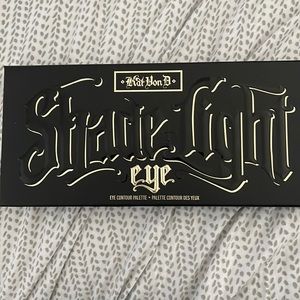 Kat Von D
Shade + Light
eye
EYE CONTOUR PALETTE • PALETTE CONTOUR DES YEUX